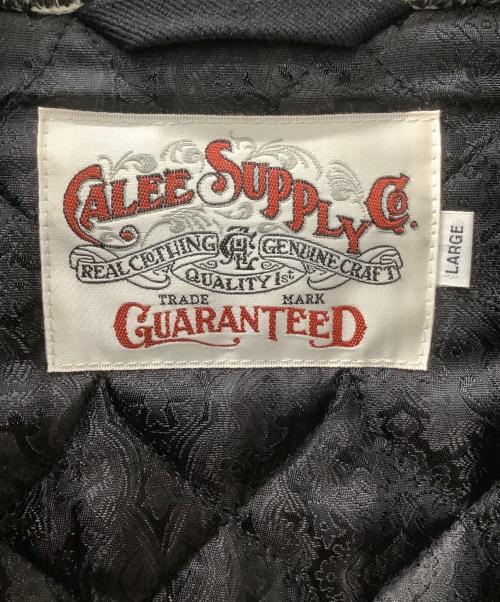 CALEE SUPPLY CO.
REAL CLOTHING GENUINE CRAFT
QUALITY 1st
TRADE MARK
GUARANTEED
LARGE